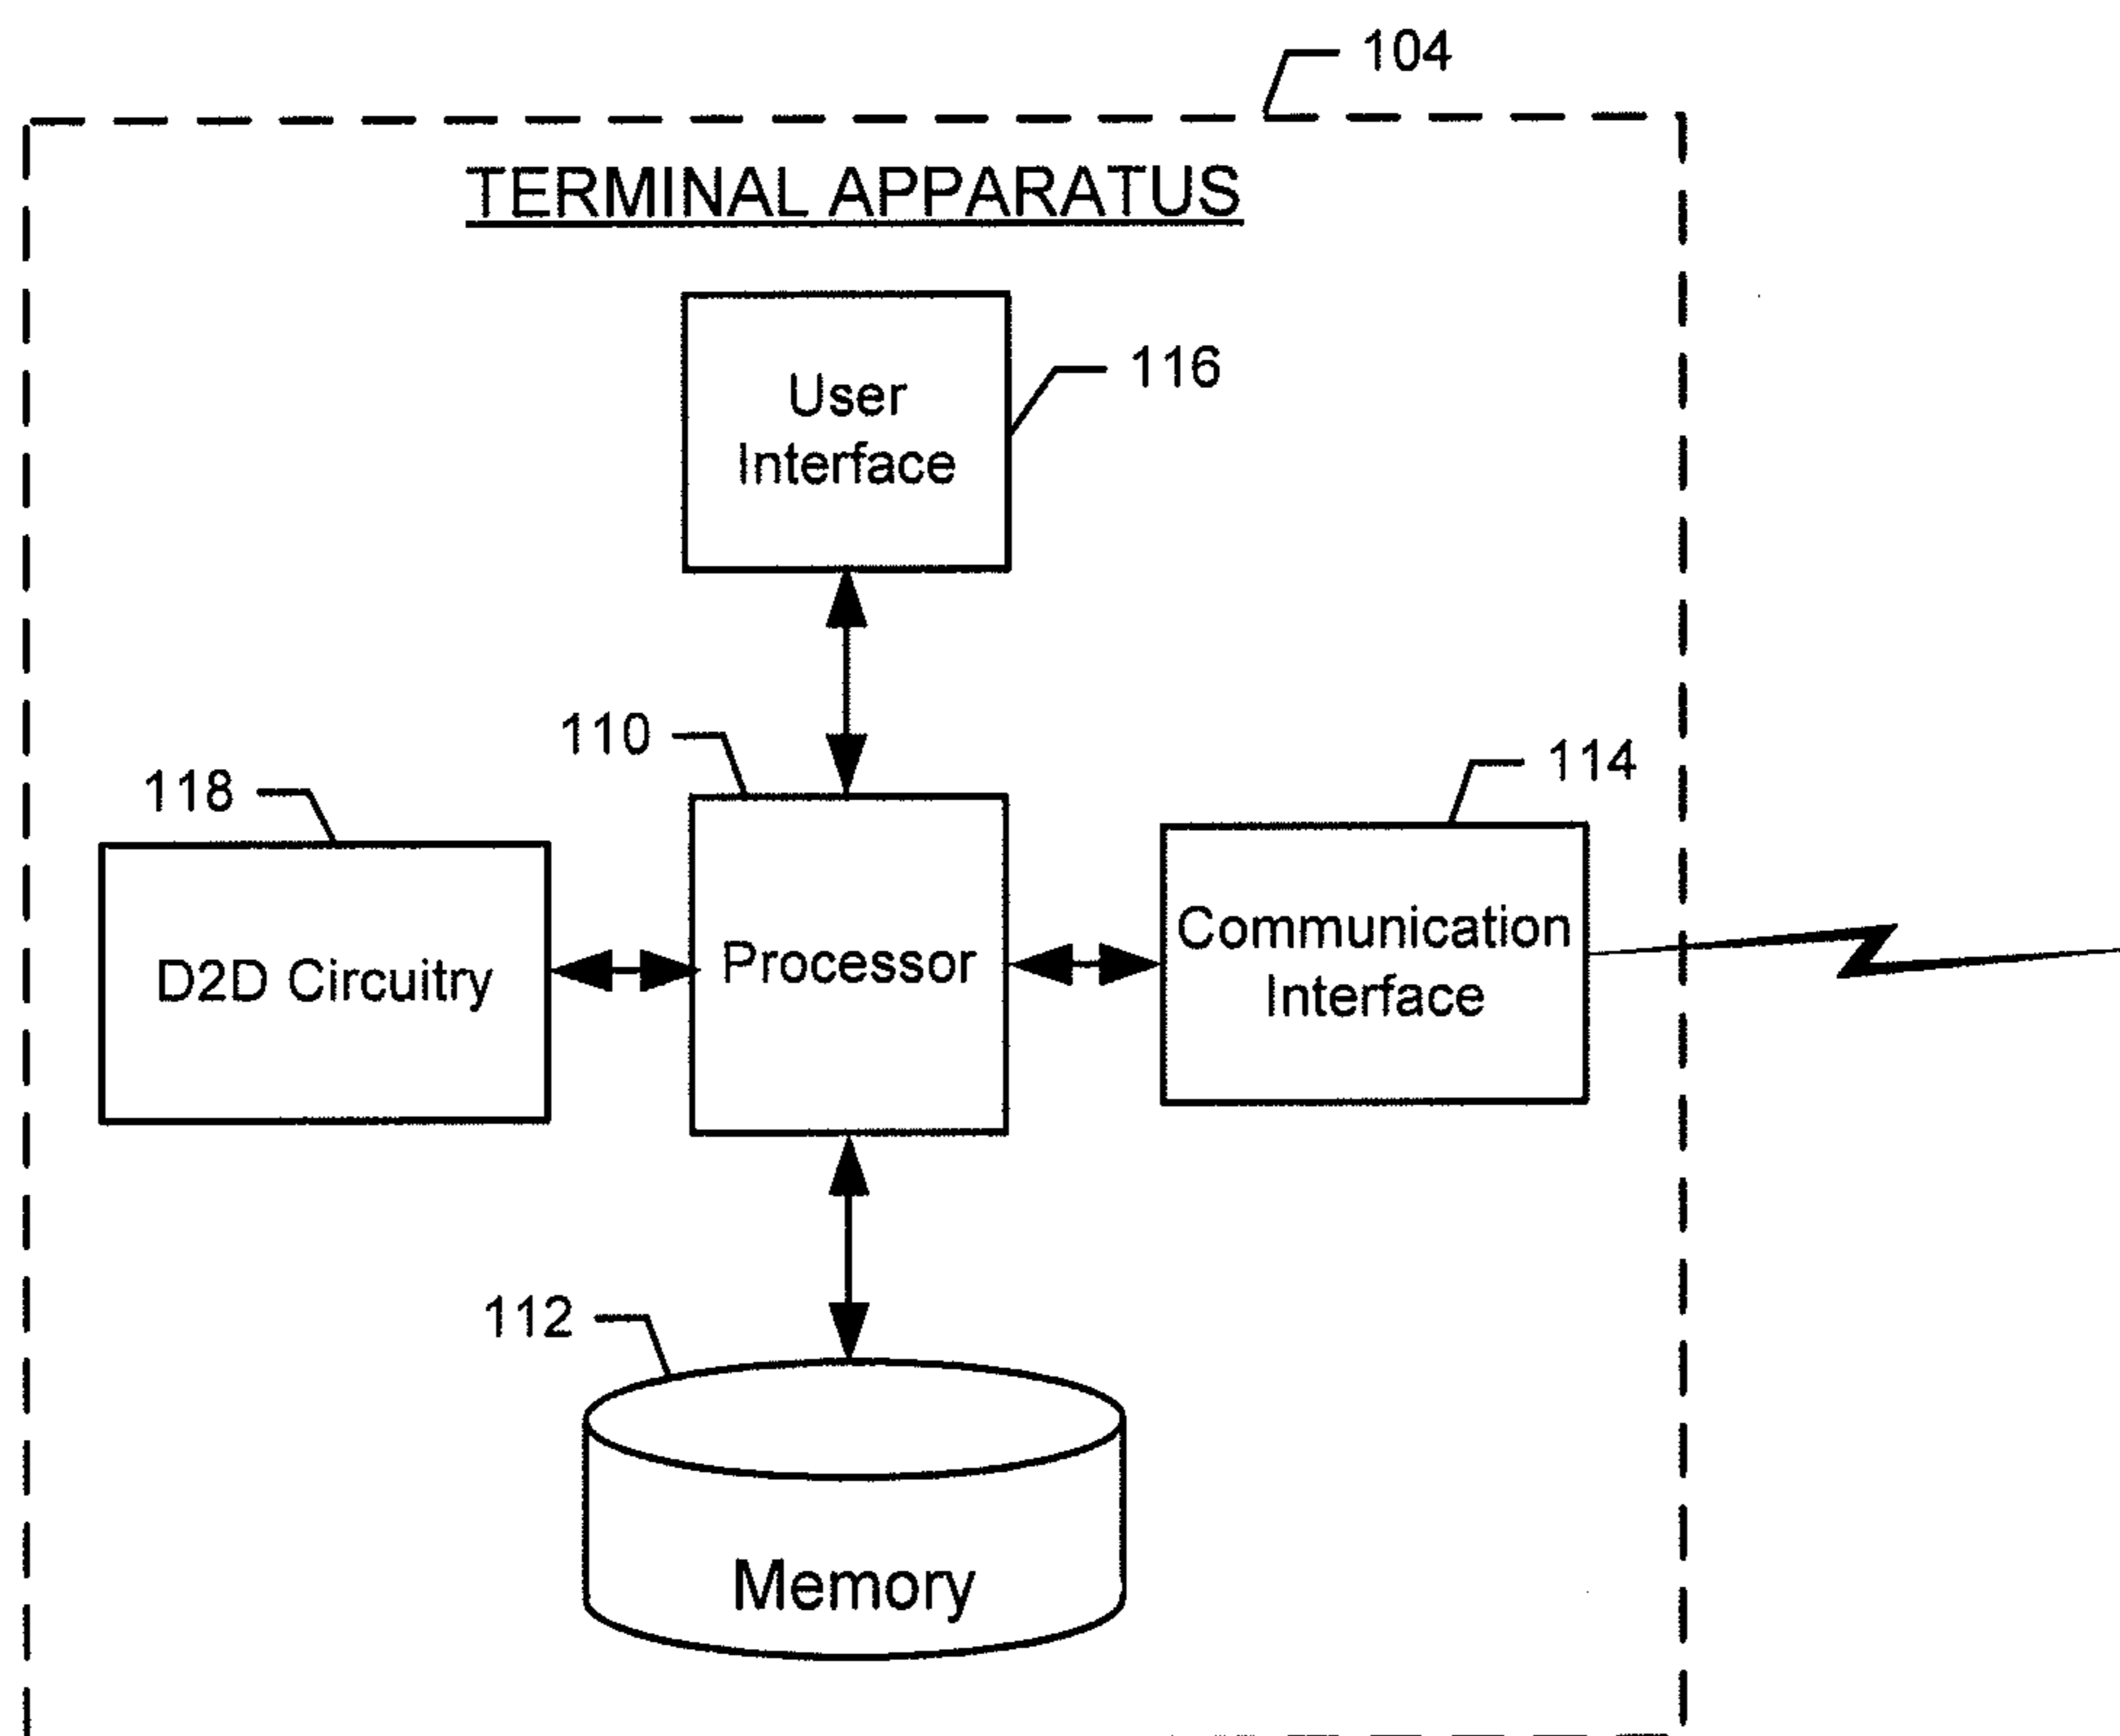 104
TERMINAL APPARATUS
User
Interface
116
110
118
114
D2D Circuitry
Processor
Communication
Interface
112
Memory